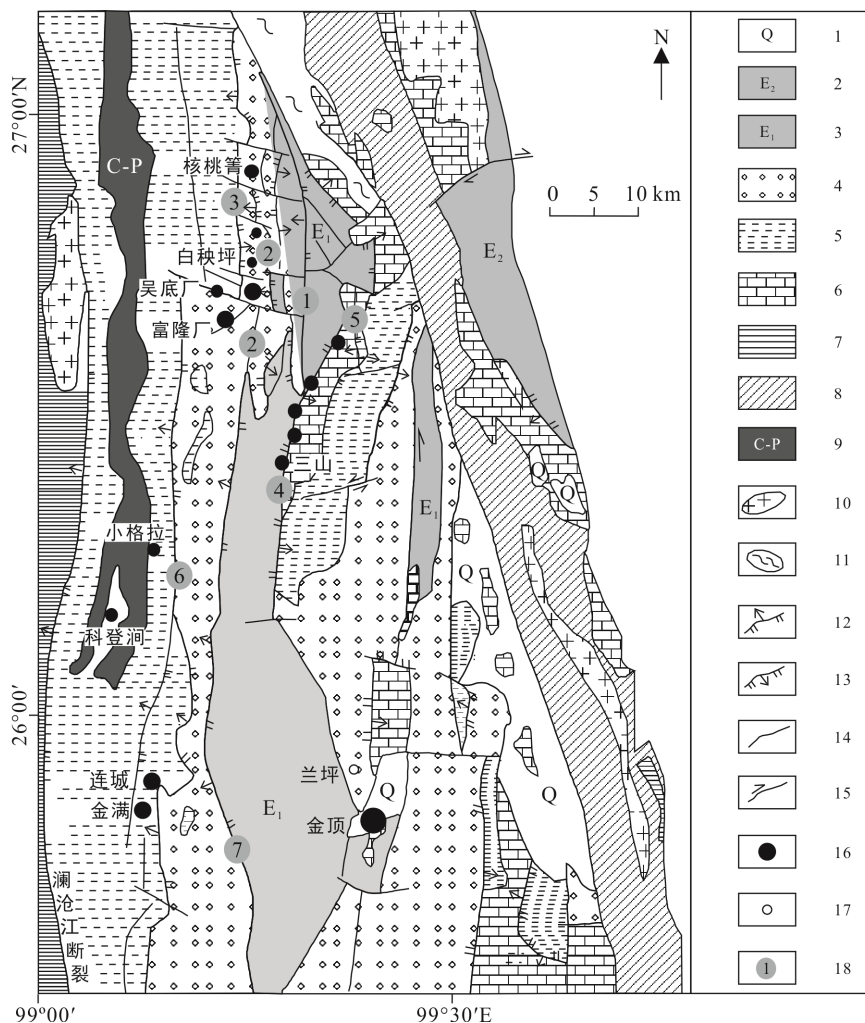 27°00′N
26°00′
99°00′
99°30′E
N
0 5 10 km
C-P
核桃箐
3
E₁
E₂
白秧坪
2
吴底厂
1
富隆厂
5
2
三山
4
Q
Q
E₁
小格拉
Q
6
科登涧
兰坪
Q
Q
连城
E₁
金满
金顶
7
澜
沧
江
断
裂
Q 1
E₂ 2
E₁ 3
4
5
6
7
8
C-P 9
10
11
12
13
14
15
16
17
1 18